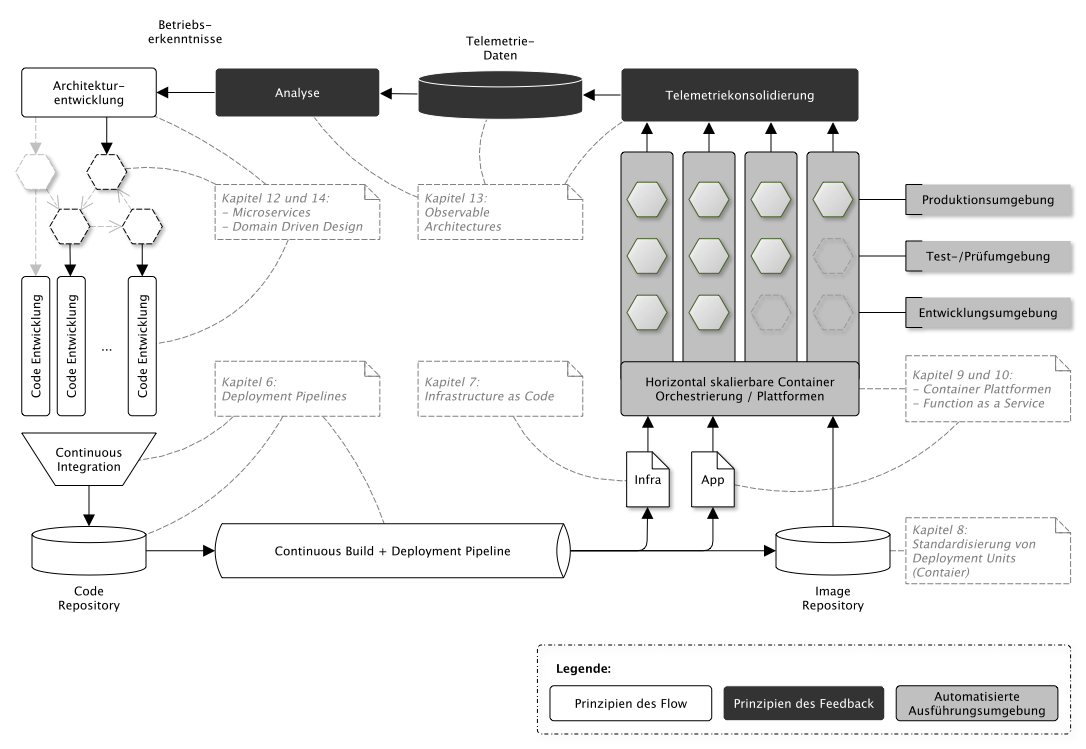 Betriebs-
erkenntnisse
Telemetrie-
Daten
Architektur-
entwicklung
Analyse
Telemetriekonsolidierung
Kapitel 12 und 14:
- Microservices
- Domain Driven Design
Kapitel 13:
Observable
Architectures
Produktionsumgebung
Test-/Prüfumgebung
Entwicklungsumgebung
Code Entwicklung
Code Entwicklung
...
Code Entwicklung
Kapitel 6:
Deployment Pipelines
Kapitel 7:
Infrastructure as Code
Horizontal skalierbare Container
Orchestrierung / Plattformen
Kapitel 9 und 10:
- Container Plattformen
- Function as a Service
Continuous
Integration
Infra
App
Continuous Build + Deployment Pipeline
Kapitel 8:
Standardisierung von
Deployment Units
(Contaier)
Code
Repository
Image
Repository
Legende:
Prinzipien des Flow
Prinzipien des Feedback
Automatisierte
Ausführungsumgebung